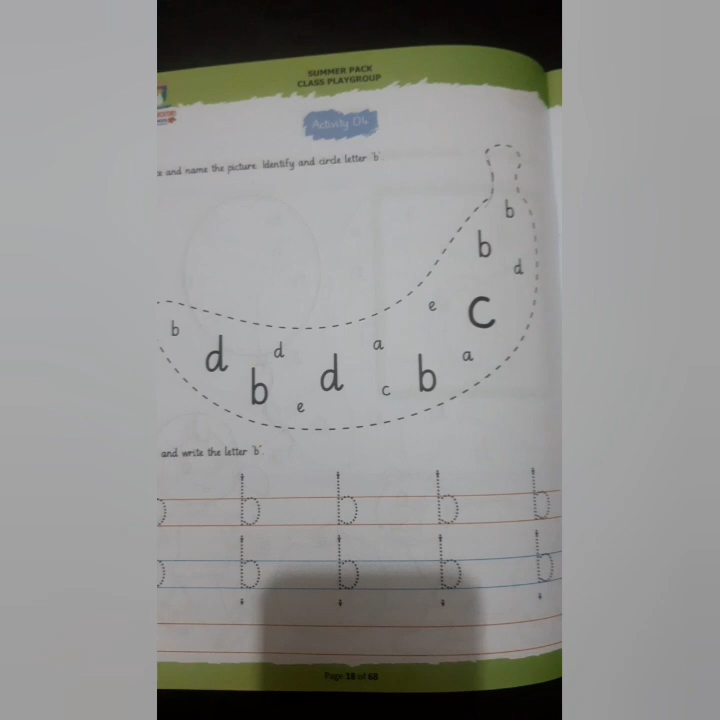 SUMMER PACK
CLASS PLAYGROUP
Activity 04
and name the picture. Identify and circle letter 'b'.
b
b
d
e
c
b
d
d
a
a
b
d
c
b
e
and write the letter 'b'.
b b b b
b b b b
Page 18 of 68